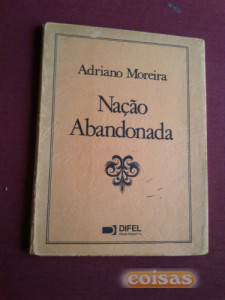 Adriano Moreira
Nação
Abandonada
DIFEL
coisas